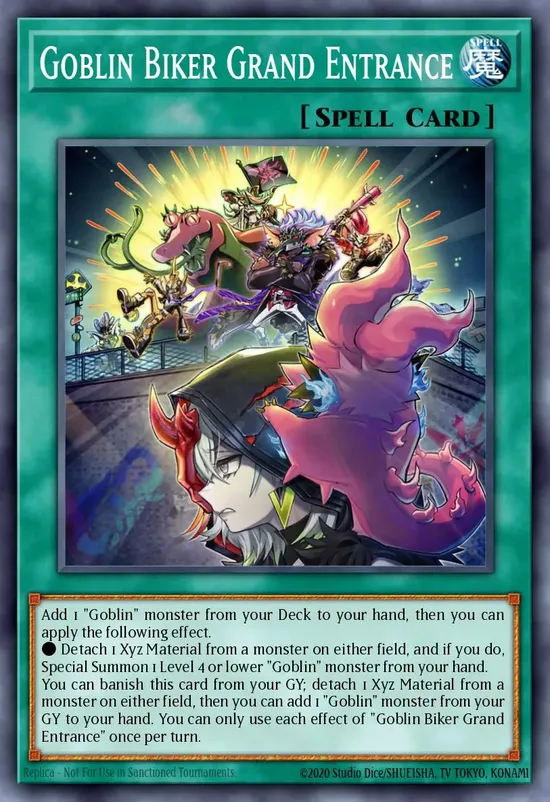 GOBLIN BIKER GRAND ENTRANCE
SPELL
魔
[SPELL CARD]
Add 1 "Goblin" monster from your Deck to your hand, then you can
apply the following effect.
● Detach 1 Xyz Material from a monster on either field, and if you do,
Special Summon 1 Level 4 or lower "Goblin" monster from your hand.
You can banish this card from your GY; detach 1 Xyz Material from a
monster on either field, then you can add 1 "Goblin" monster from your
GY to your hand. You can only use each effect of "Goblin Biker Grand
Entrance" once per turn.
Replica - Not For Use in Sanctioned Tournaments
©2020 Studio Dice/SHUEISHA, TV TOKYO, KONAMI